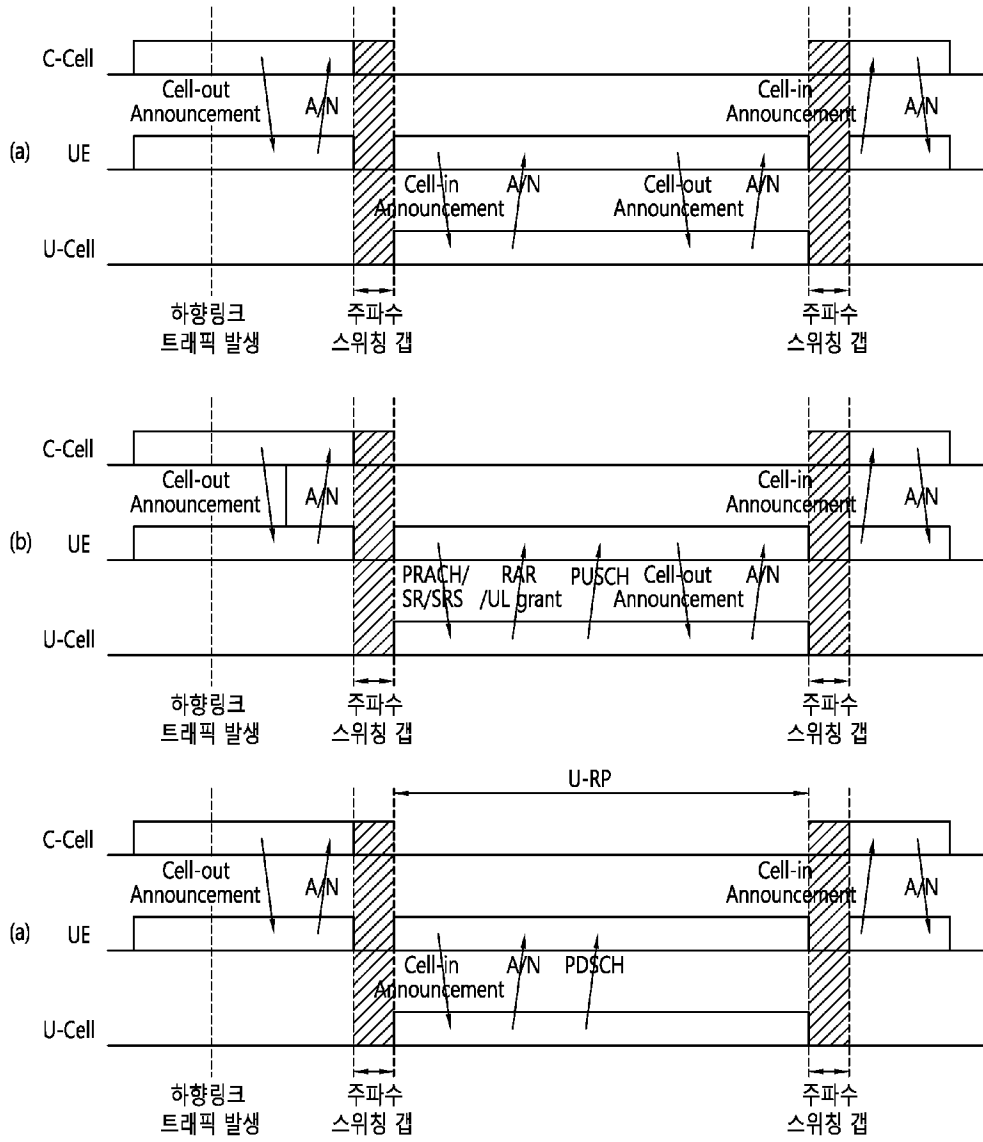 C-Cell
Cell-out
Announcement
A/N
Cell-in
Announcement
A/N
(a) UE
Cell-in
Announcement
A/N
Cell-out
Announcement
A/N
U-Cell
하향링크
트래픽 발생
주파수
스위칭 갭
주파수
스위칭 갭
C-Cell
Cell-out
Announcement
A/N
Cell-in
Announcement
A/N
(b) UE
PRACH/
SR/SRS
RAR
/UL grant
PUSCH
Cell-out
Announcement
A/N
U-Cell
하향링크
트래픽 발생
주파수
스위칭 갭
주파수
스위칭 갭
U-RP
C-Cell
Cell-out
Announcement
A/N
Cell-in
Announcement
A/N
(a) UE
Cell-in
Announcement
A/N
PDSCH
U-Cell
하향링크
트래픽 발생
주파수
스위칭 갭
주파수
스위칭 갭